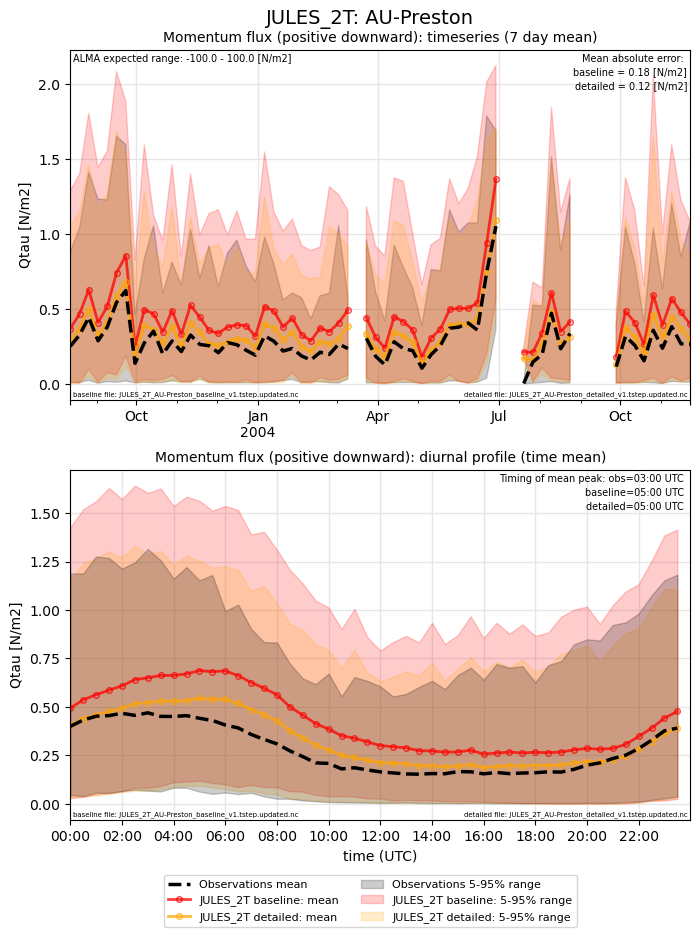 JULES_2T: AU-Preston
Momentum flux (positive downward): timeseries (7 day mean)
ALMA expected range: -100.0 - 100.0 [N/m2]
Mean absolute error:
baseline = 0.18 [N/m2]
detailed = 0.12 [N/m2]
2.0
1.5
1.0
0.5
0.0
Qtau [N/m2]
baseline file: JULES_2T_AU-Preston_baseline_v1.tstep.updated.nc
detailed file: JULES_2T_AU-Preston_detailed_v1.tstep.updated.nc
Oct Jan Apr Jul Oct
2004
Momentum flux (positive downward): diurnal profile (time mean)
Timing of mean peak: obs=03:00 UTC
baseline=05:00 UTC
detailed=05:00 UTC
1.50
1.25
1.00
0.75
0.50
0.25
0.00
Qtau [N/m2]
baseline file: JULES_2T_AU-Preston_baseline_v1.tstep.updated.nc
detailed file: JULES_2T_AU-Preston_detailed_v1.tstep.updated.nc
00:00 02:00 04:00 06:00 08:00 10:00 12:00 14:00 16:00 18:00 20:00 22:00
time (UTC)
Observations mean
JULES_2T baseline: mean
JULES_2T detailed: mean
Observations 5-95% range
JULES_2T baseline: 5-95% range
JULES_2T detailed: 5-95% range